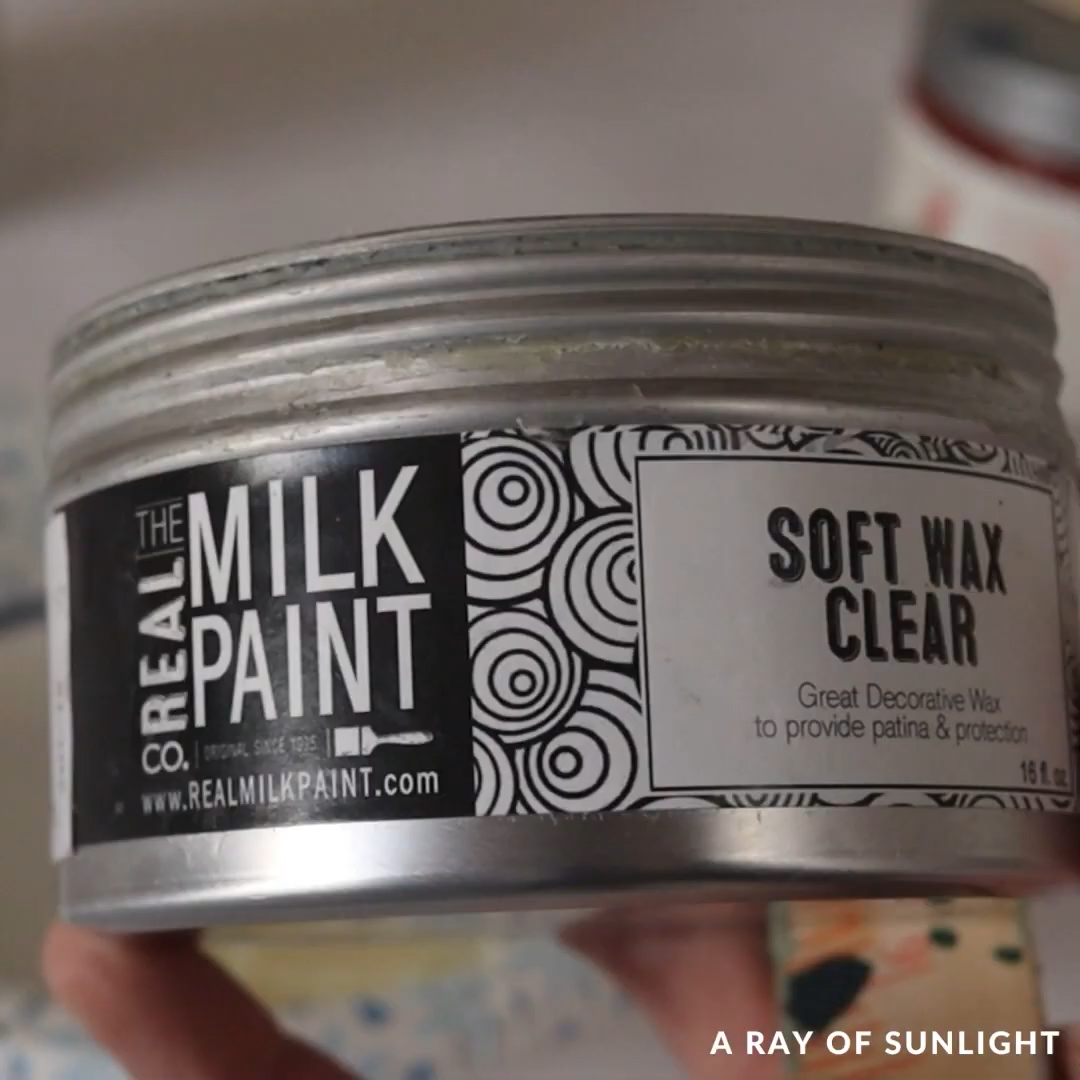 THE REAL CO.
MILK
PAINT
ORIGINAL SINCE 1935
www.REALMILKPAINT.com
SOFT WAX
CLEAR
Great Decorative Wax
to provide patina & protection
16 fl. oz
A RAY OF SUNLIGHT